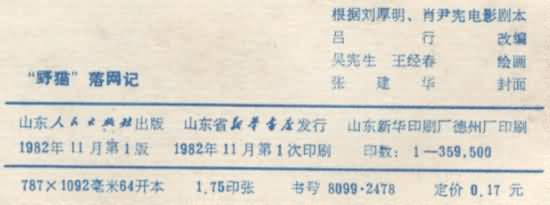 根据刘厚明、肖尹宪电影剧本
吕行 改编
吴宪生 王经春 绘画
张建华 封面
“野猫”落网记
山东人民出版社出版 山东省新华书店发行 山东新华印刷厂德州厂印刷
1982年11月第1版 1982年11月第1次印刷 印数：1—359,500
787×1092毫米64开本 1.75印张 书号 8099·2478 定价 0.17 元